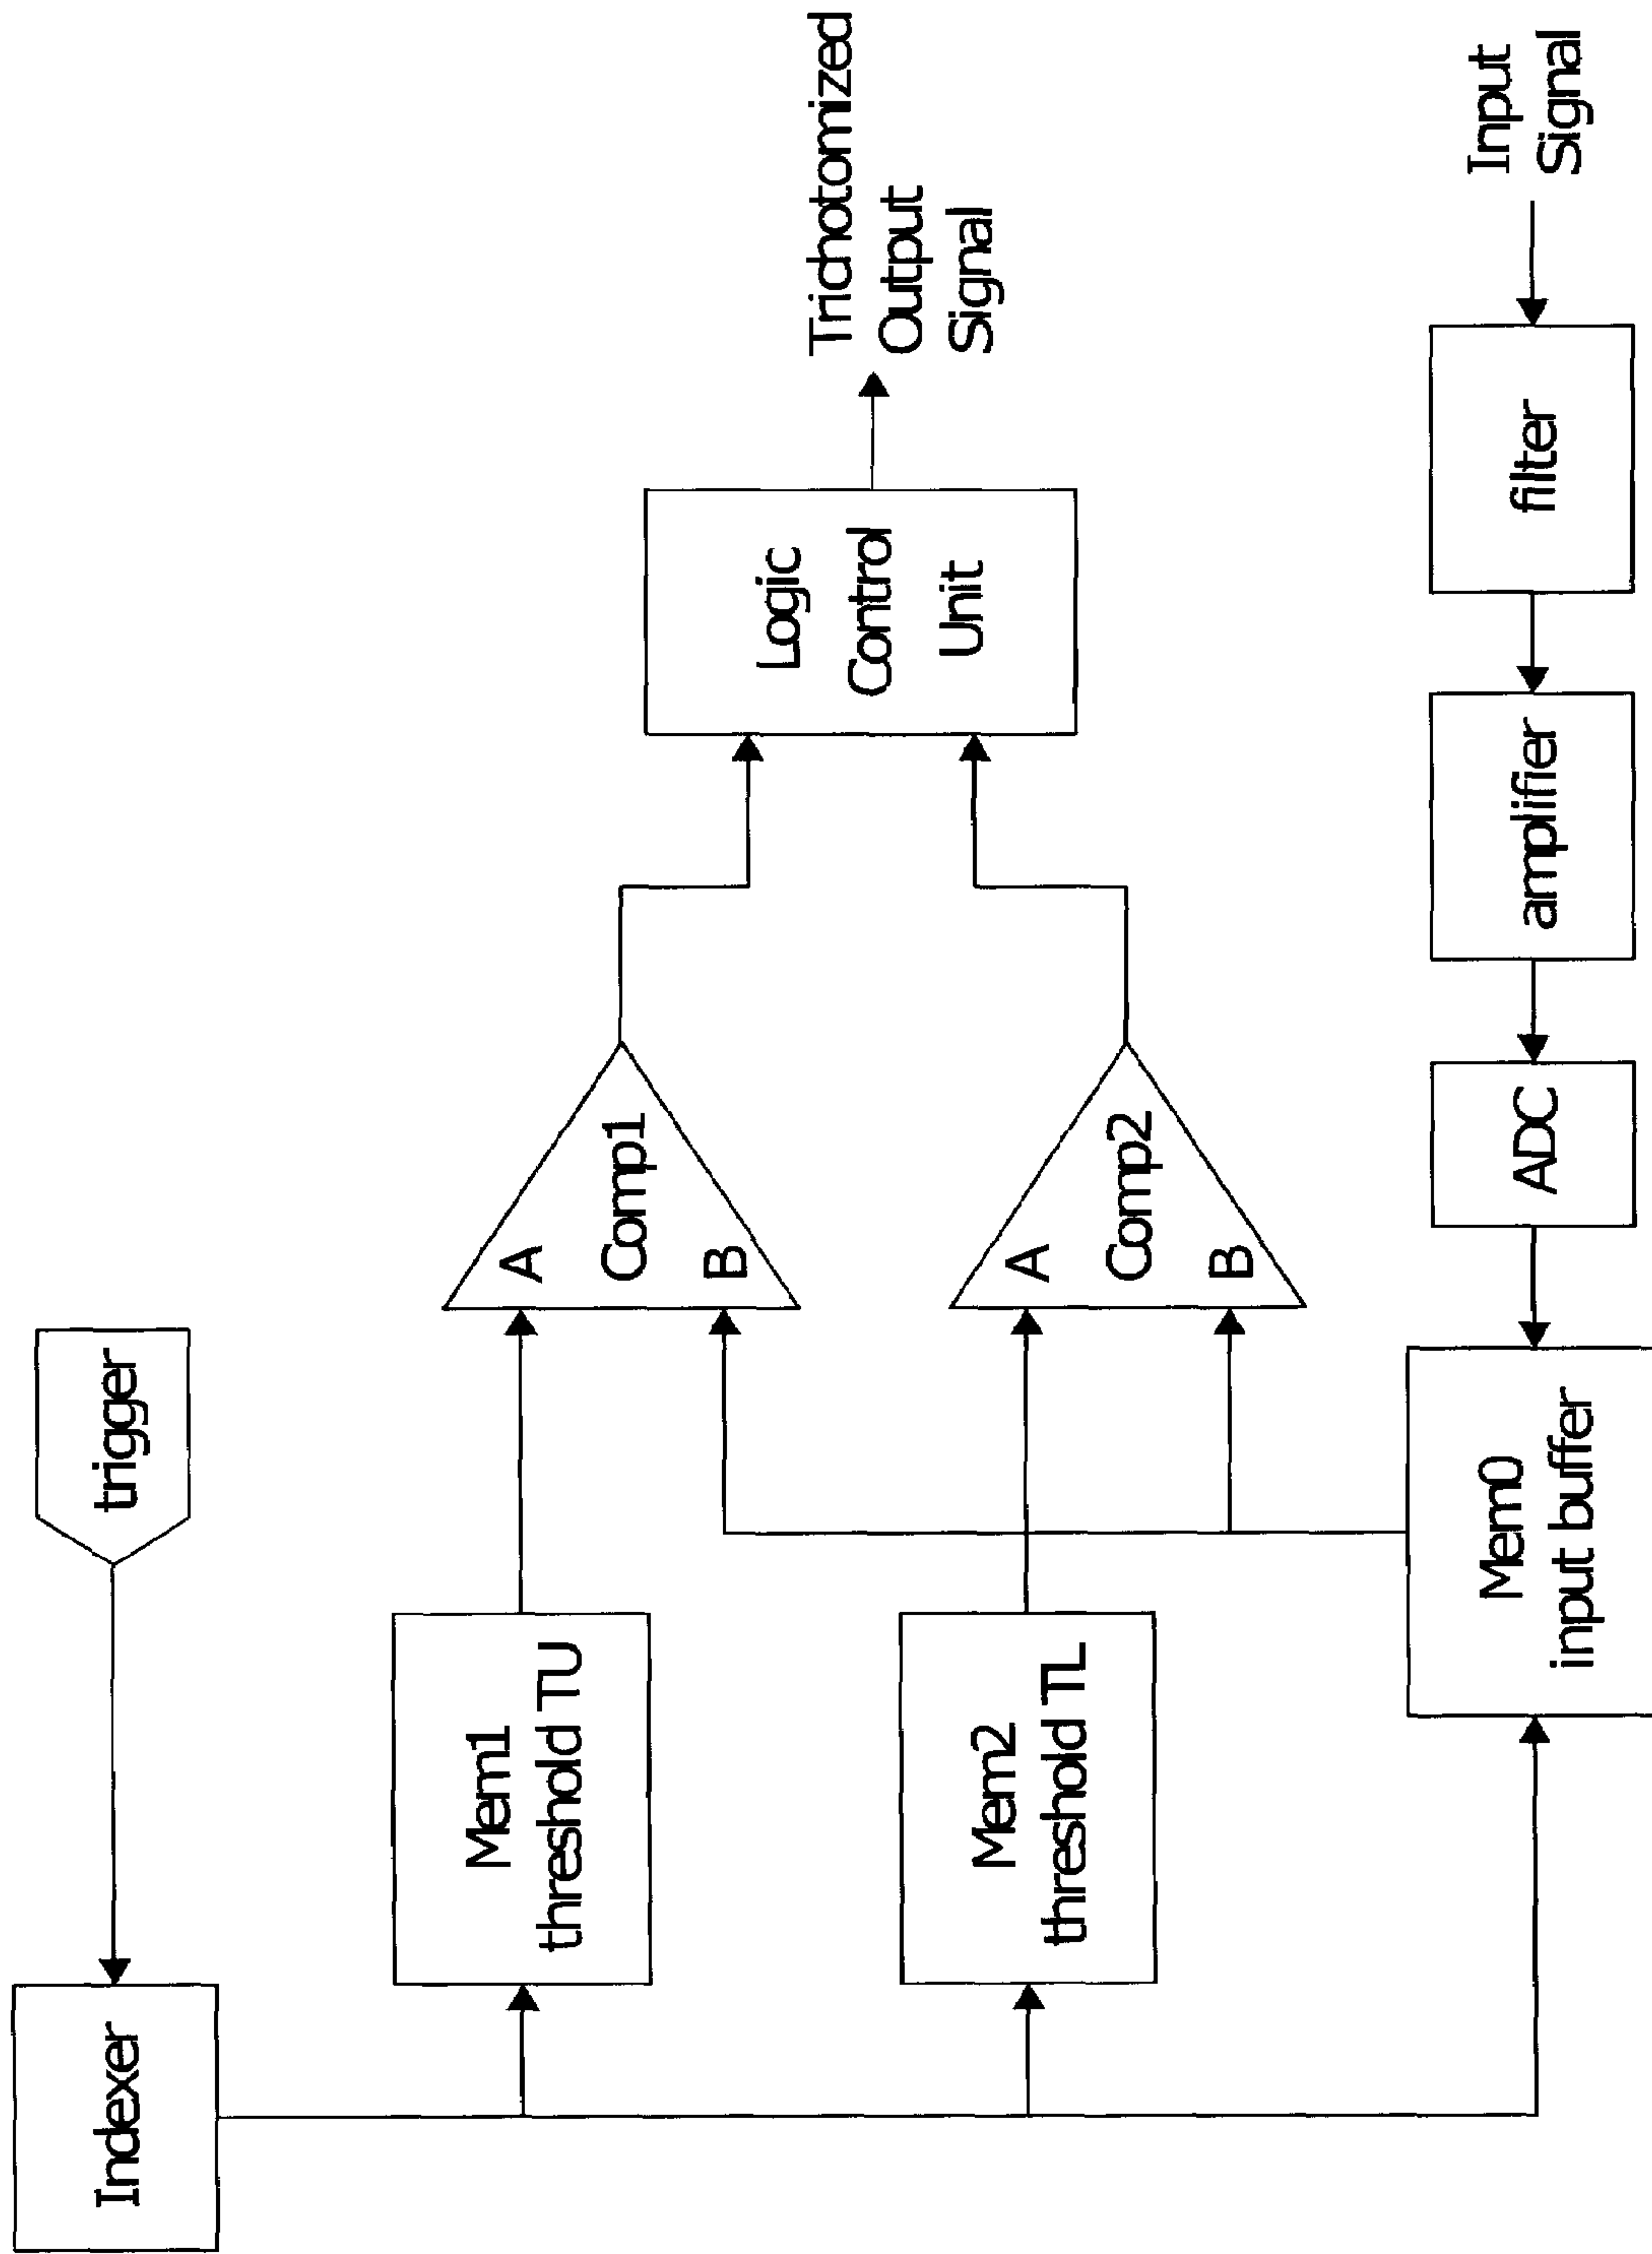 Indexer
trigger
Mem1
threshold TU
A
Comp1
B
Logic
Control
Unit
Trichotomized
Output
Signal
Mem2
threshold TL
A
Comp2
B
Mem0
input buffer
ADC
amplifier
filter
Input
Signal